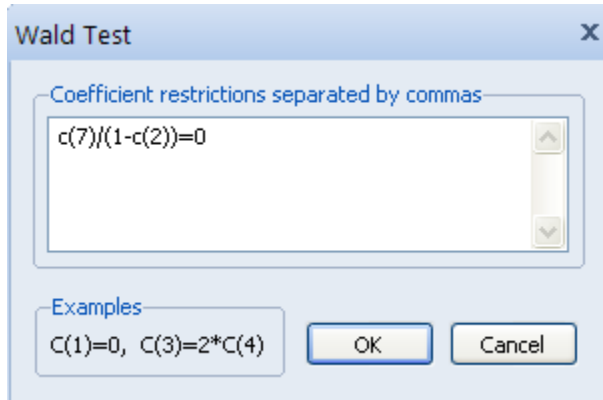 Wald Test
Coefficient restrictions separated by commas
c(7)/(1-c(2))=0
Examples
C(1)=0, C(3)=2*C(4)
OK
Cancel